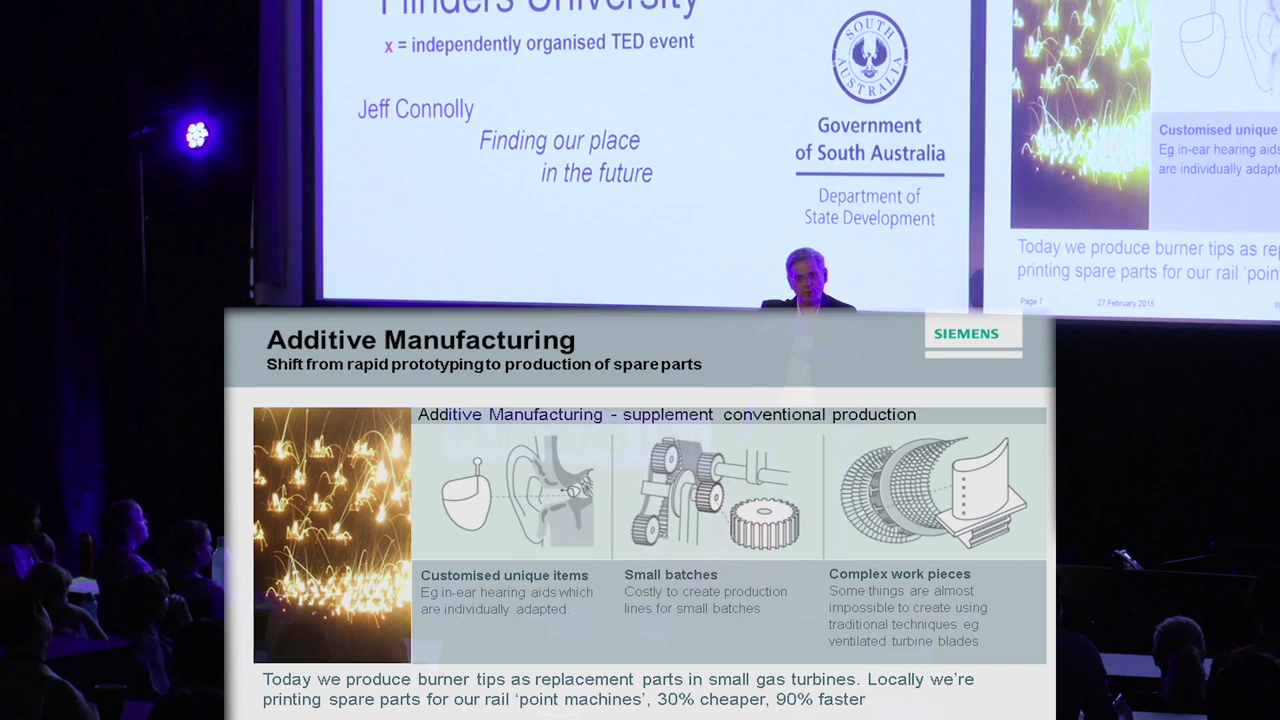 Flinders University
x = independently organised TED event
Jeff Connolly
Finding our place
in the future
SOUTH AUSTRALIA
Government
of South Australia
Department of
State Development
Customised unique
Eg in-ear hearing aids
are individually adapt
Today we produce burner tips as rep
printing spare parts for our rail 'point
Page 7
27 February 2015
Additive Manufacturing
Shift from rapid prototyping to production of spare parts
SIEMENS
Additive Manufacturing - supplement conventional production
Customised unique items
Eg in-ear hearing aids which
are individually adapted.
Small batches
Costly to create production
lines for small batches.
Complex work pieces
Some things are almost
impossible to create using
traditional techniques eg
ventilated turbine blades.
Today we produce burner tips as replacement parts in small gas turbines. Locally we're
printing spare parts for our rail 'point machines', 30% cheaper, 90% faster